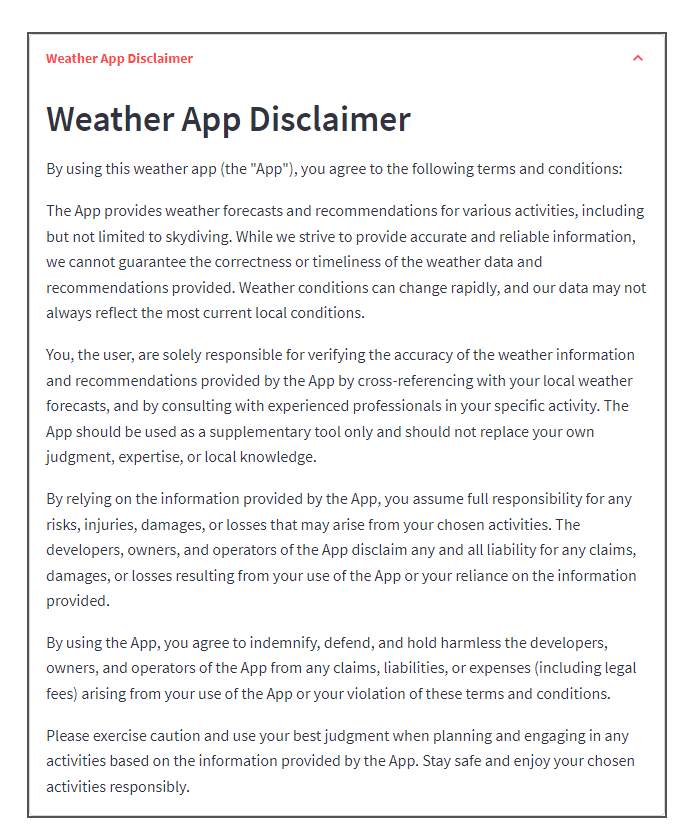 Weather App Disclaimer
Weather App Disclaimer
By using this weather app (the "App"), you agree to the following terms and conditions:
The App provides weather forecasts and recommendations for various activities, including
but not limited to skydiving. While we strive to provide accurate and reliable information,
we cannot guarantee the correctness or timeliness of the weather data and
recommendations provided. Weather conditions can change rapidly, and our data may not
always reflect the most current local conditions.
You, the user, are solely responsible for verifying the accuracy of the weather information
and recommendations provided by the App by cross-referencing with your local weather
forecasts, and by consulting with experienced professionals in your specific activity. The
App should be used as a supplementary tool only and should not replace your own
judgment, expertise, or local knowledge.
By relying on the information provided by the App, you assume full responsibility for any
risks, injuries, damages, or losses that may arise from your chosen activities. The
developers, owners, and operators of the App disclaim any and all liability for any claims,
damages, or losses resulting from your use of the App or your reliance on the information
provided.
By using the App, you agree to indemnify, defend, and hold harmless the developers,
owners, and operators of the App from any claims, liabilities, or expenses (including legal
fees) arising from your use of the App or your violation of these terms and conditions.
Please exercise caution and use your best judgment when planning and engaging in any
activities based on the information provided by the App. Stay safe and enjoy your chosen
activities responsibly.